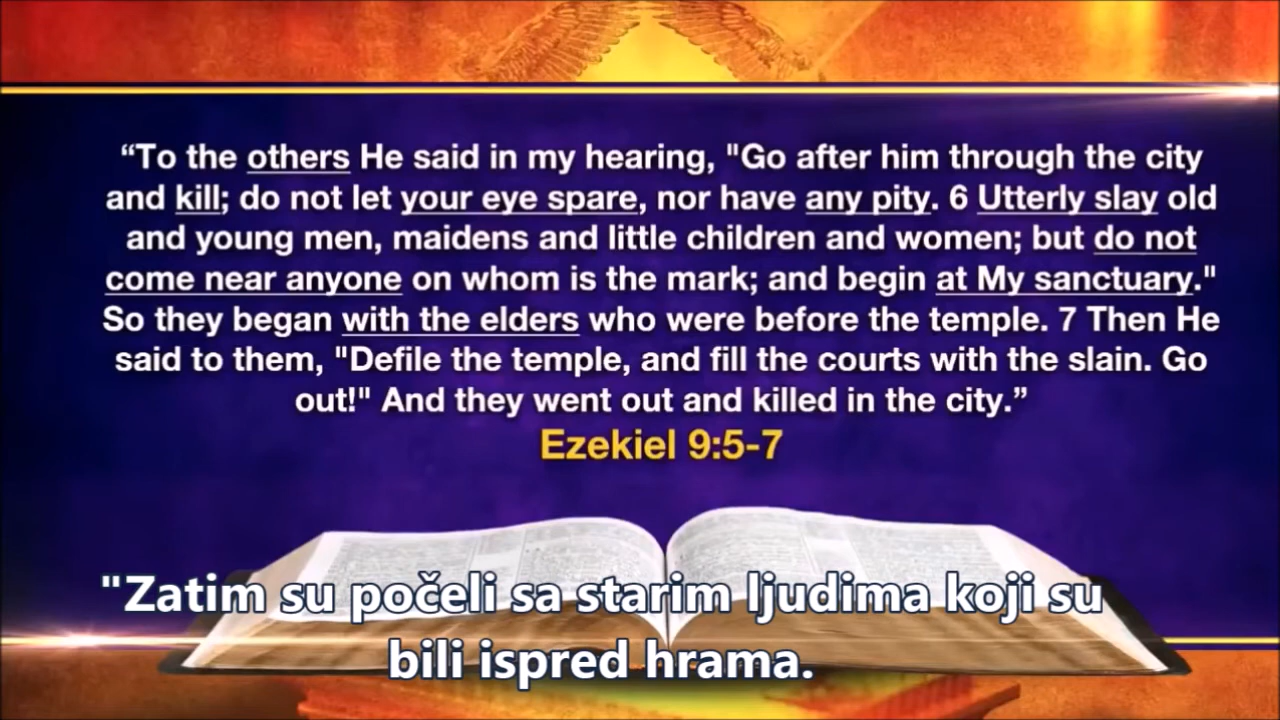 “To the others He said in my hearing, "Go after him through the city
and kill; do not let your eye spare, nor have any pity. 6 Utterly slay old
and young men, maidens and little children and women; but do not
come near anyone on whom is the mark; and begin at My sanctuary."
So they began with the elders who were before the temple. 7 Then He
said to them, "Defile the temple, and fill the courts with the slain. Go
out!" And they went out and killed in the city.”
Ezekiel 9:5-7
"Zatim su počeli sa starim ljudima koji su
bili ispred hrama.